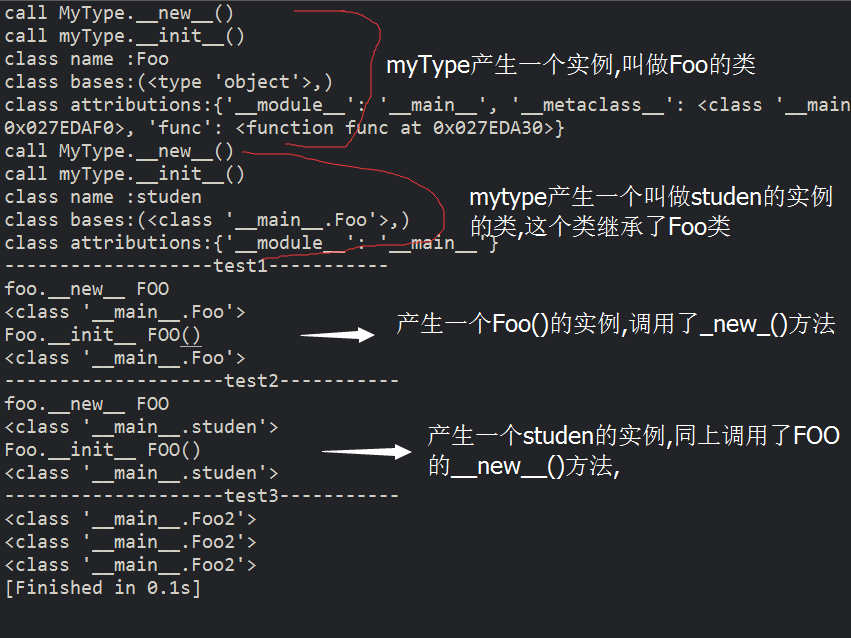 call MyType.__new__()
call myType.__init__()
class name :Foo
myType产生一个实例,叫做Foo的类
class bases:(<type 'object'>,)
class attributions:{'__module__': '__main__', '__metaclass__': <class '__main
0x027EDAF0>, 'func': <function func at 0x027EDA30>}
call MyType.__new__()
call myType.__init__()
class name :studen
mytype产生一个叫做studen的实例
class bases:(<class '__main__.Foo'>,)
的类,这个类继承了Foo类
class attributions:{'__module__': '__main__'}
-------------------test1-----------
foo.__new__ FOO
<class '__main__.Foo'>
产生一个Foo()的实例,调用了_new_()方法
Foo.__init__ FOO()
<class '__main__.Foo'>
--------------------test2-----------
foo.__new__ FOO
<class '__main__.studen'>
产生一个studen的实例,同上调用了FOO
Foo.__init__ FOO()
的__new__()方法,
<class '__main__.studen'>
--------------------test3-----------
<class '__main__.Foo2'>
<class '__main__.Foo2'>
<class '__main__.Foo2'>
[Finished in 0.1s]